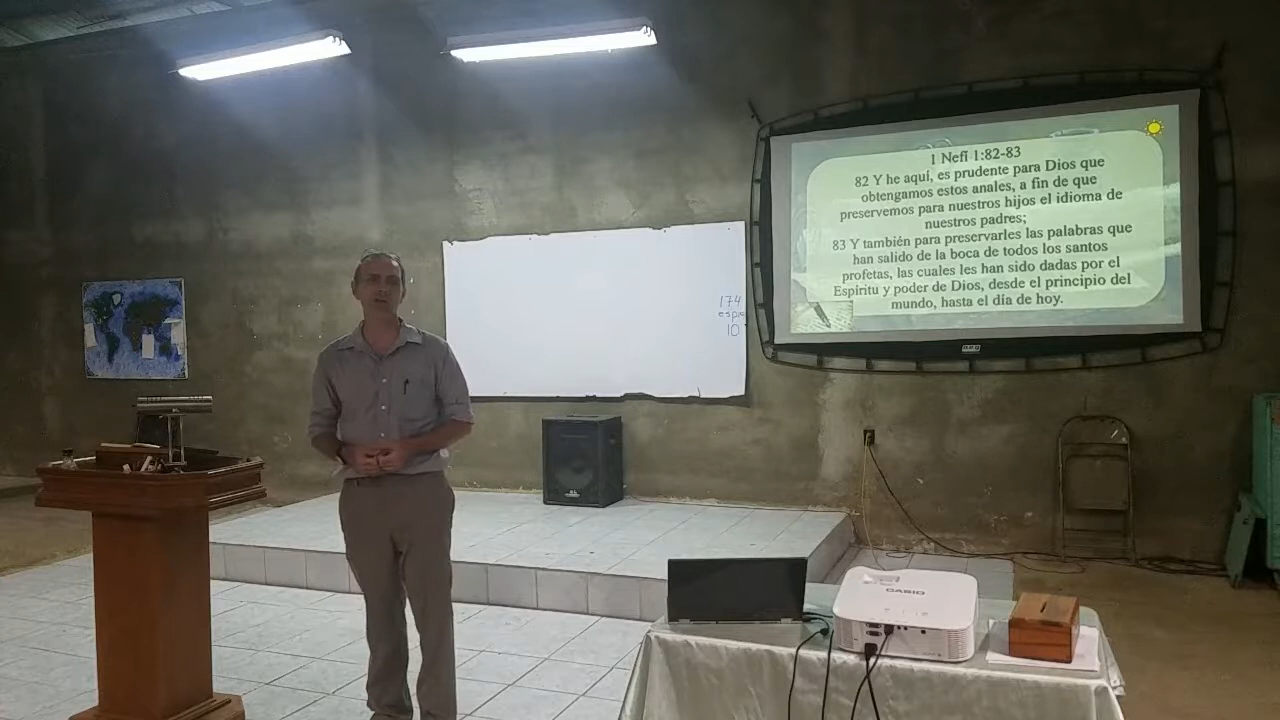 1 Nefi 1:82-83
82 Y he aquí, es prudente para Dios que
obtengamos estos anales, a fin de que
preservemos para nuestros hijos el idioma de
nuestros padres;
83 Y también para preservarles las palabras que
han salido de la boca de todos los santos
profetas, las cuales les han sido dadas por el
Espíritu y poder de Dios, desde el principio del
mundo, hasta el día de hoy.
174
10
CASIO